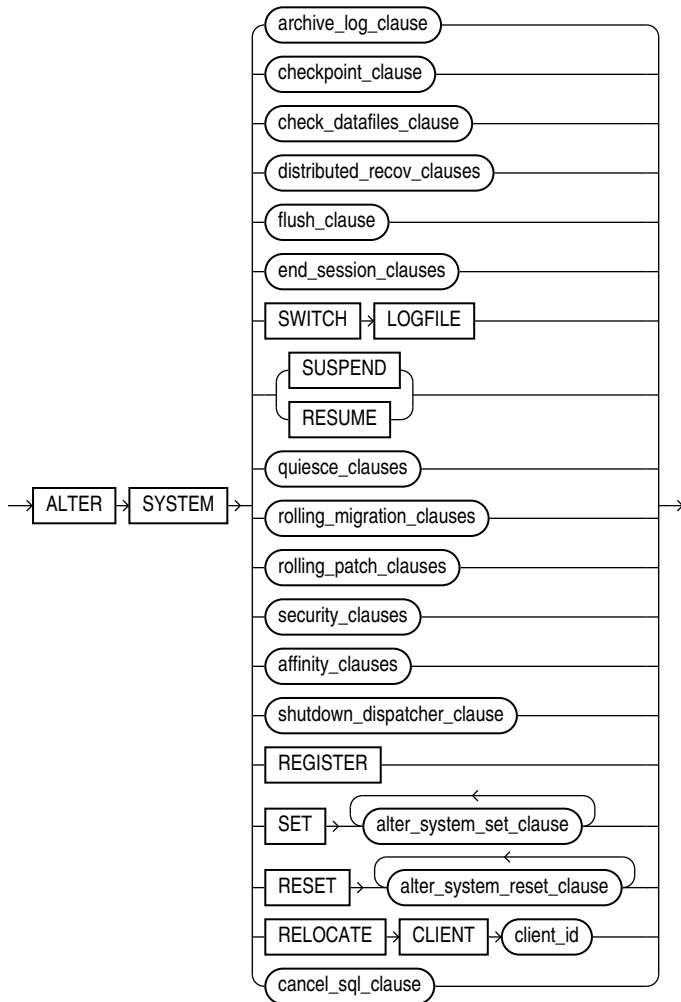 archive_log_clause
checkpoint_clause
check_datafiles_clause
distributed_recov_clauses
flush_clause
end_session_clauses
SWITCH LOGFILE
SUSPEND
RESUME
quiesce_clauses
ALTER SYSTEM
rolling_migration_clauses
rolling_patch_clauses
security_clauses
affinity_clauses
shutdown_dispatcher_clause
REGISTER
SET alter_system_set_clause
RESET alter_system_reset_clause
RELOCATE CLIENT client_id
cancel_sql_clause